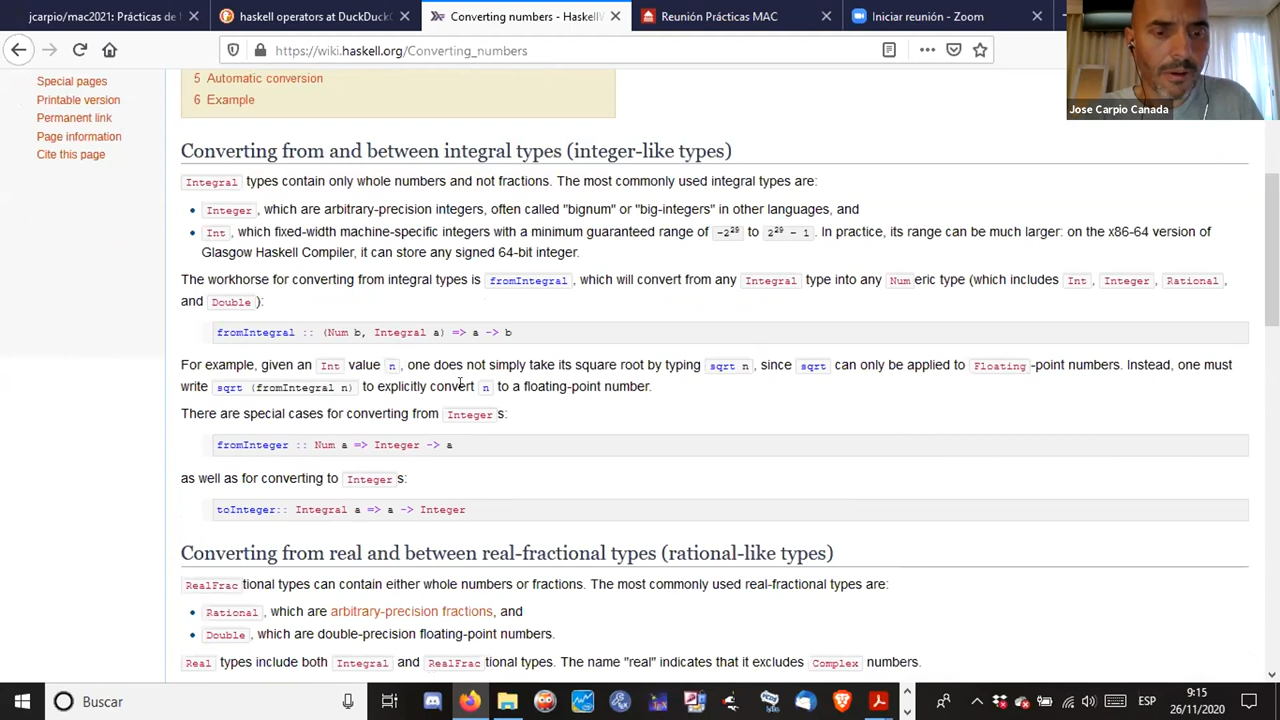 jcarpio/mac2021: Prácticas de
haskell operators at DuckDuck
Converting numbers - Haskell
Reunión Prácticas MAC
Iniciar reunión - Zoom
https://wiki.haskell.org/Converting_numbers
Jose Carpio Canada
Special pages
Printable version
Permanent link
Page information
Cite this page
5 Automatic conversion
6 Example
Converting from and between integral types (integer-like types)
Integral types contain only whole numbers and not fractions. The most commonly used integral types are:
Integer, which are arbitrary-precision integers, often called "bignum" or "big-integers" in other languages, and
Int, which fixed-width machine-specific integers with a minimum guaranteed range of −2²⁹ to 2²⁹ − 1. In practice, its range can be much larger: on the x86-64 version of
Glasgow Haskell Compiler, it can store any signed 64-bit integer.
The workhorse for converting from integral types is fromIntegral, which will convert from any Integral type into any Numeric type (which includes Int, Integer, Rational,
and Double):
fromIntegral :: (Num b, Integral a) => a -> b
For example, given an Int value n, one does not simply take its square root by typing sqrt n, since sqrt can only be applied to Floating-point numbers. Instead, one must
write sqrt (fromIntegral n) to explicitly convert n to a floating-point number.
There are special cases for converting from Integers:
fromInteger :: Num a => Integer -> a
as well as for converting to Integers:
toInteger:: Integral a => a -> Integer
Converting from real and between real-fractional types (rational-like types)
RealFractional types can contain either whole numbers or fractions. The most commonly used real-fractional types are:
Rational, which are arbitrary-precision fractions, and
Double, which are double-precision floating-point numbers.
Real types include both Integral and RealFractional types. The name "real" indicates that it excludes Complex numbers.
Buscar
ESP
9:15
26/11/2020